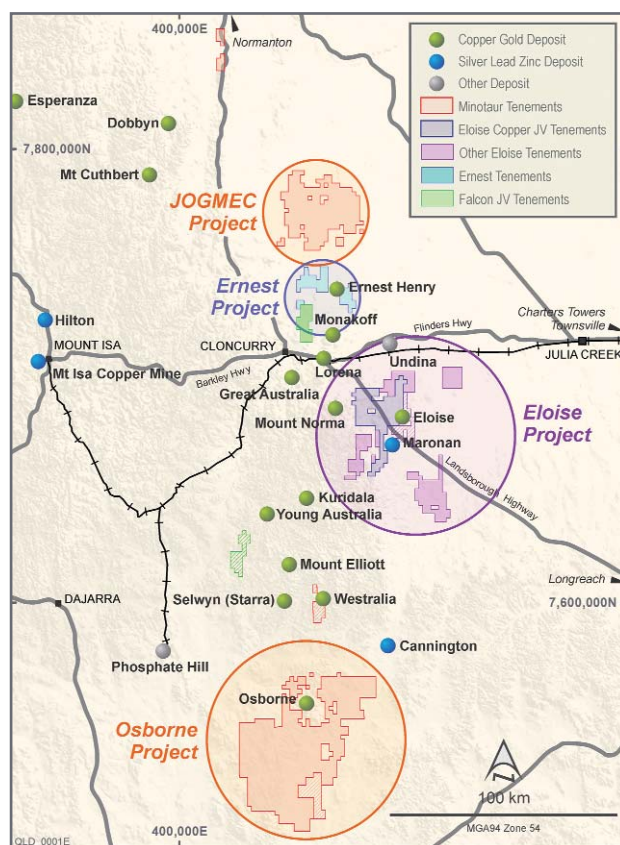 400,000E
Normanton
Copper Gold Deposit
Silver Lead Zinc Deposit
Other Deposit
Minotaur Tenements
Eloise Copper JV Tenements
Other Eloise Tenements
Ernest Tenements
Falcon JV Tenements
Esperanza
Dobbyn
7,800,000N
Mt Cuthbert
JOGMEC
Project
Ernest
Project
Ernest Henry
Monakoff
Hilton
MOUNT ISA
Mt Isa Copper Mine
CLONCURRY
Flinders Hwy
Charters Towers
Townsville
Undina
JULIA CREEK
Barkley Hwy
Lorena
Great Australia
Mount Norma
Eloise
Maronan
Eloise
Project
Landsborough Highway
Kuridala
Young Australia
Mount Elliott
Longreach
DAJARRA
Selwyn (Starra)
Westralia
7,600,000N
Phosphate Hill
Cannington
Osborne
Osborne
Project
N
100 km
MGA94 Zone 54
QLD_0001E
400,000E